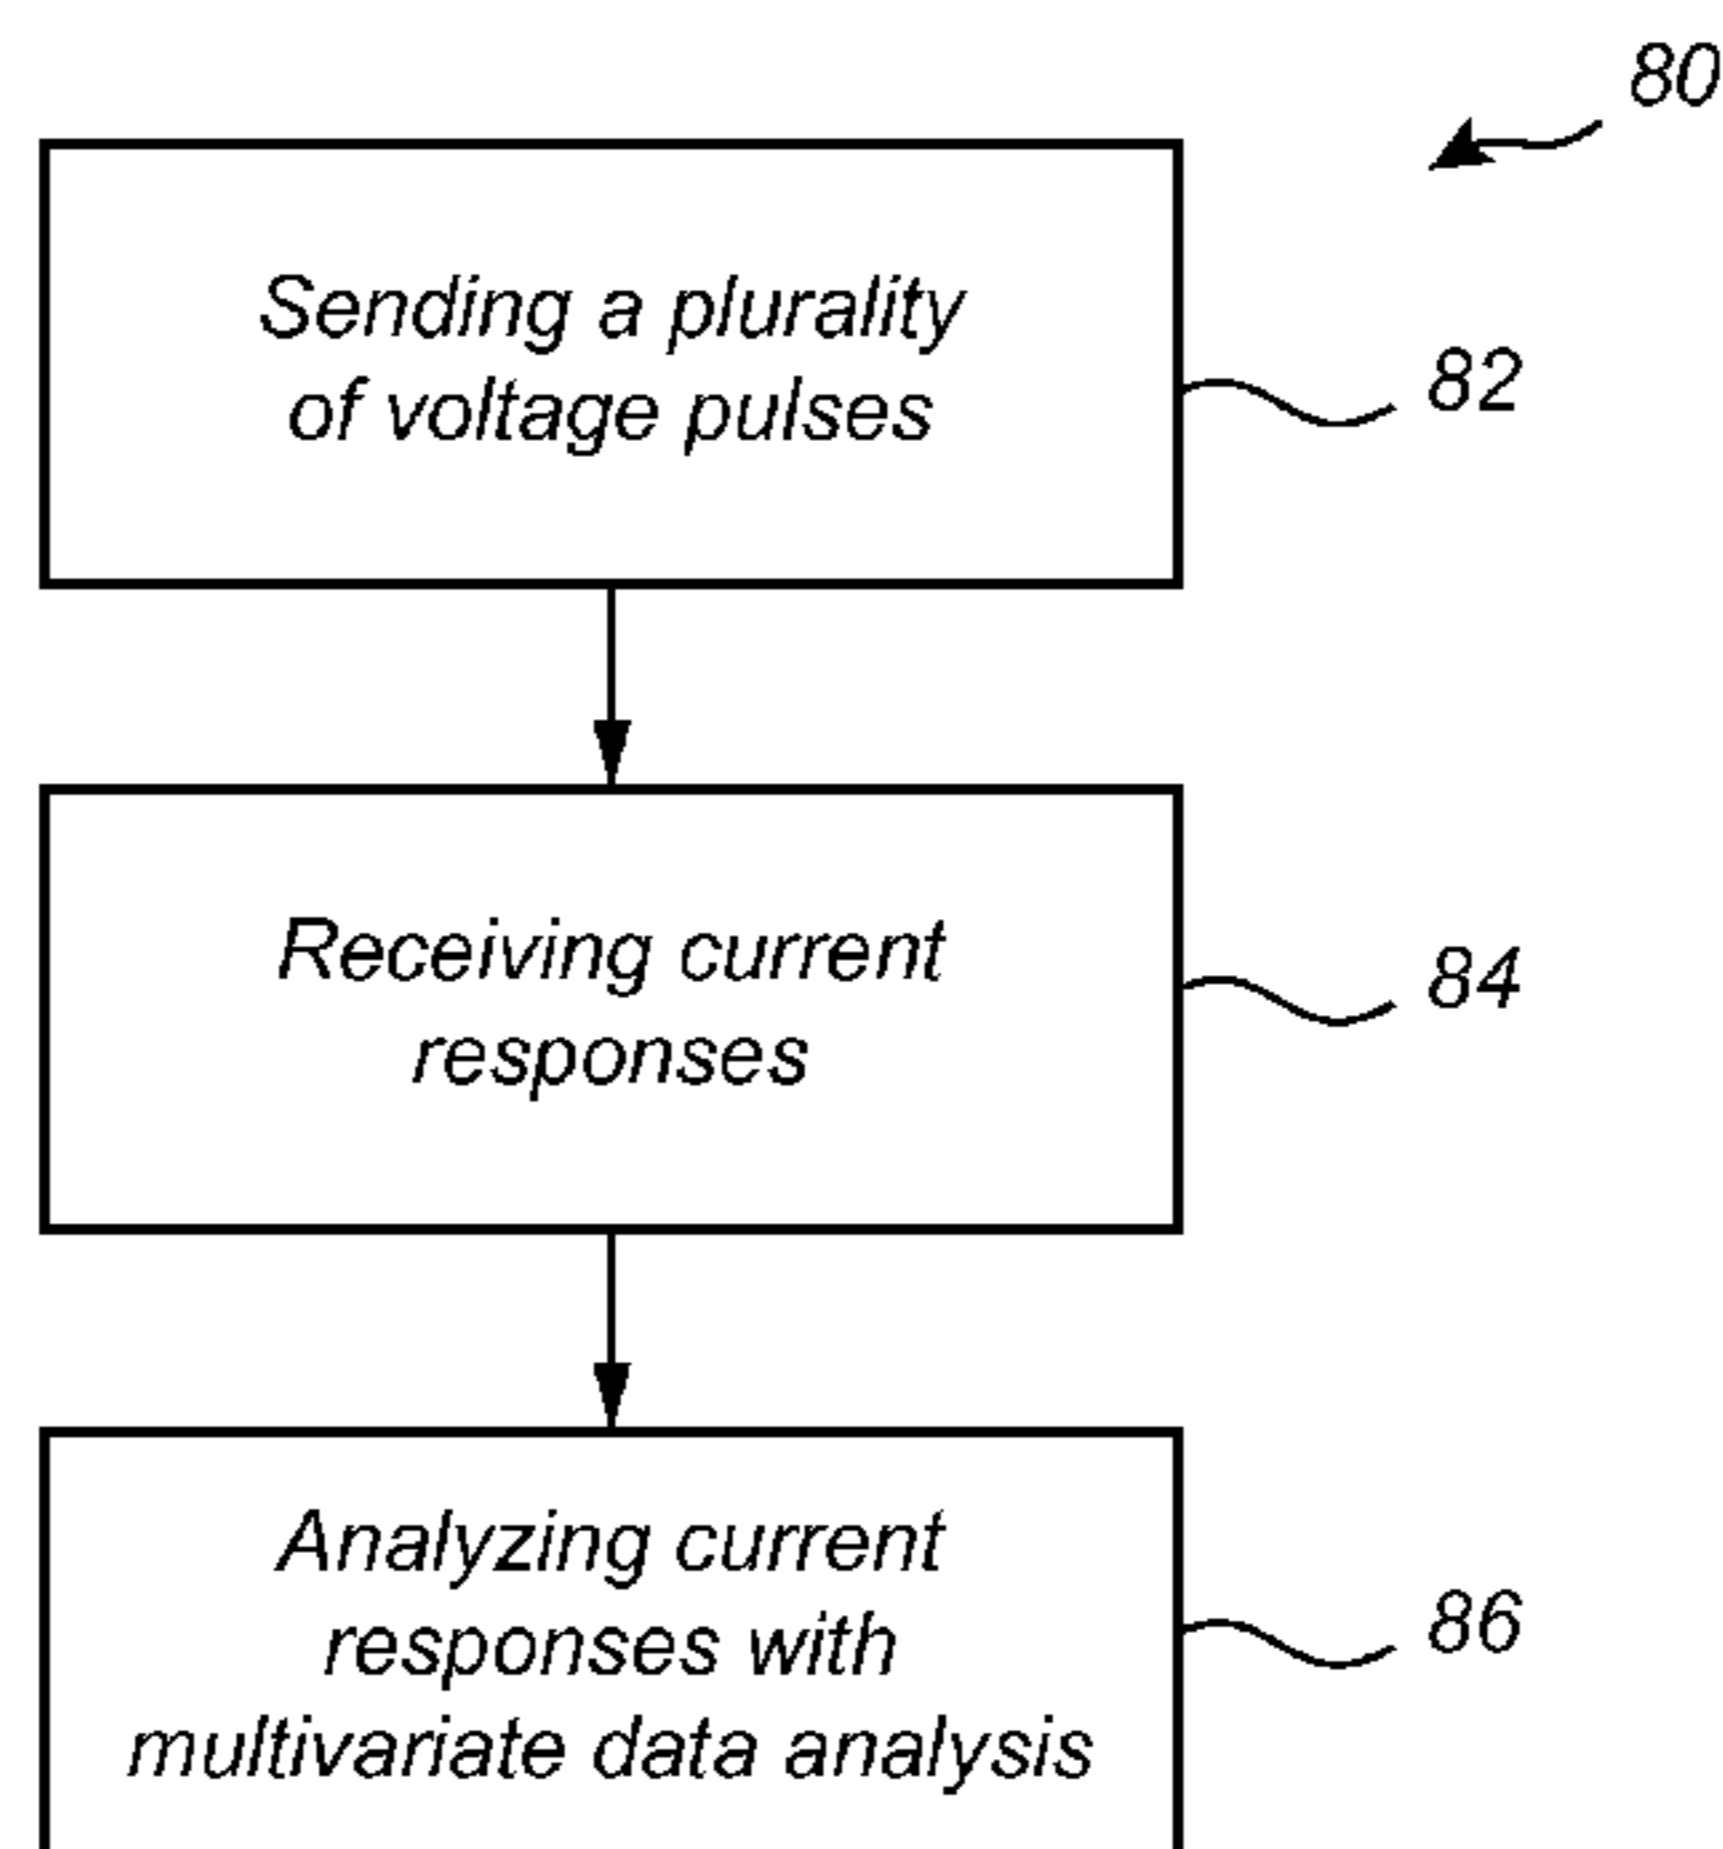 80
Sending a plurality
of voltage pulses
82
Receiving current
responses
84
Analyzing current
responses with
multivariate data analysis
86